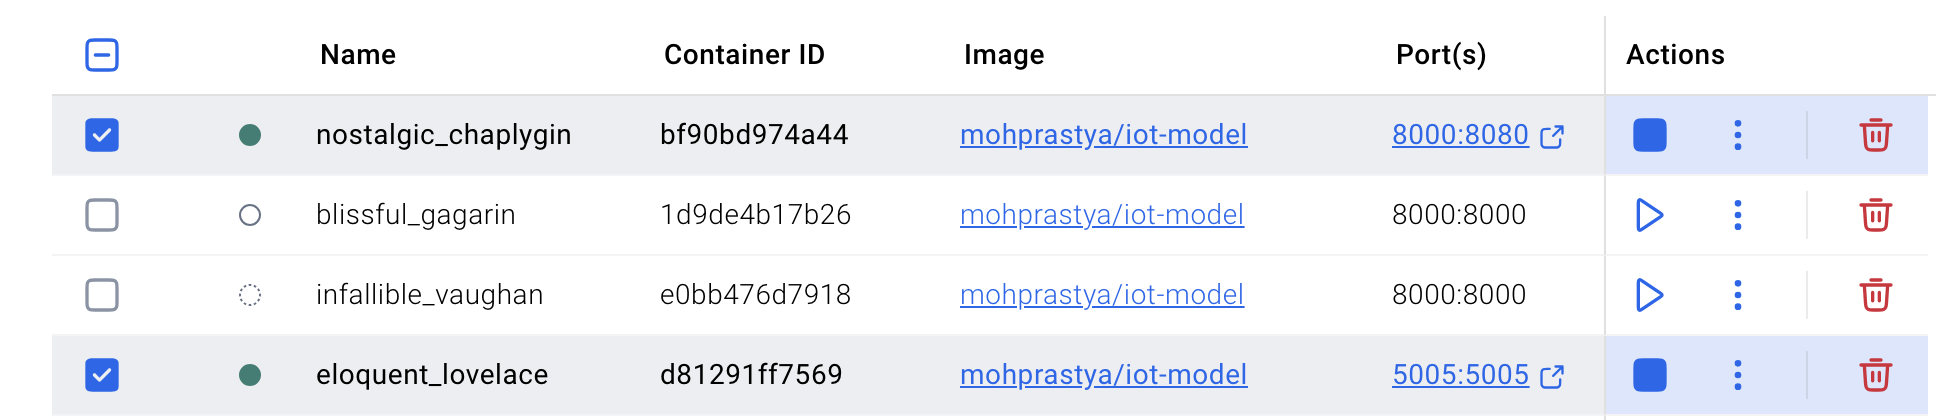 Name Container ID Image Port(s) Actions
nostalgic_chaplygin bf90bd974a44 mohprastya/iot-model 8000:8080
blissful_gagarin 1d9de4b17b26 mohprastya/iot-model 8000:8000
infallible_vaughan e0bb476d7918 mohprastya/iot-model 8000:8000
eloquent_lovelace d81291ff7569 mohprastya/iot-model 5005:5005